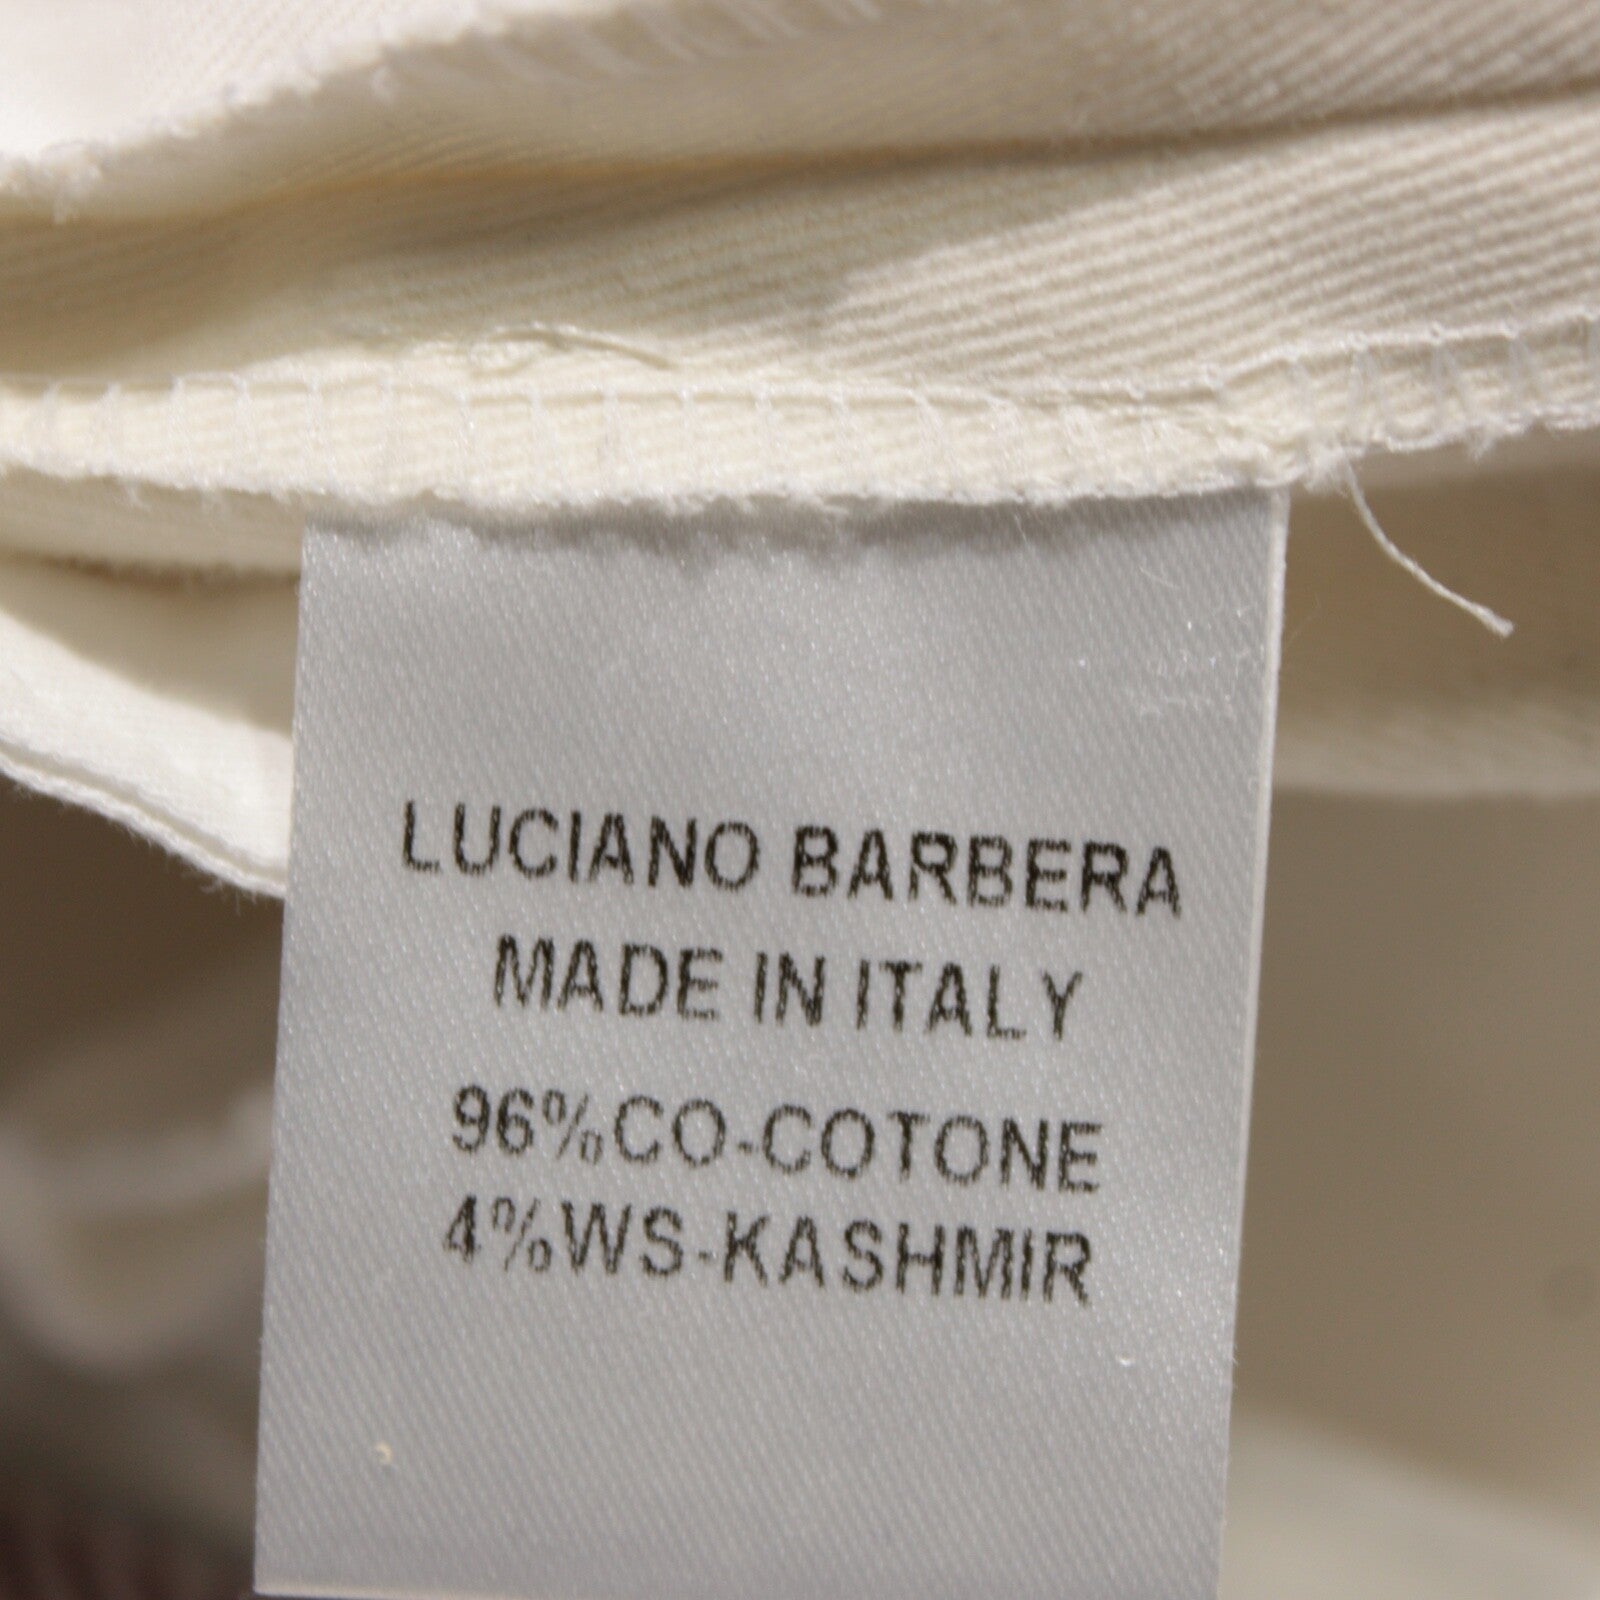 LUCIANO BARBERA
MADE IN ITALY
96%CO-COTONE
4%WS-KASHMIR